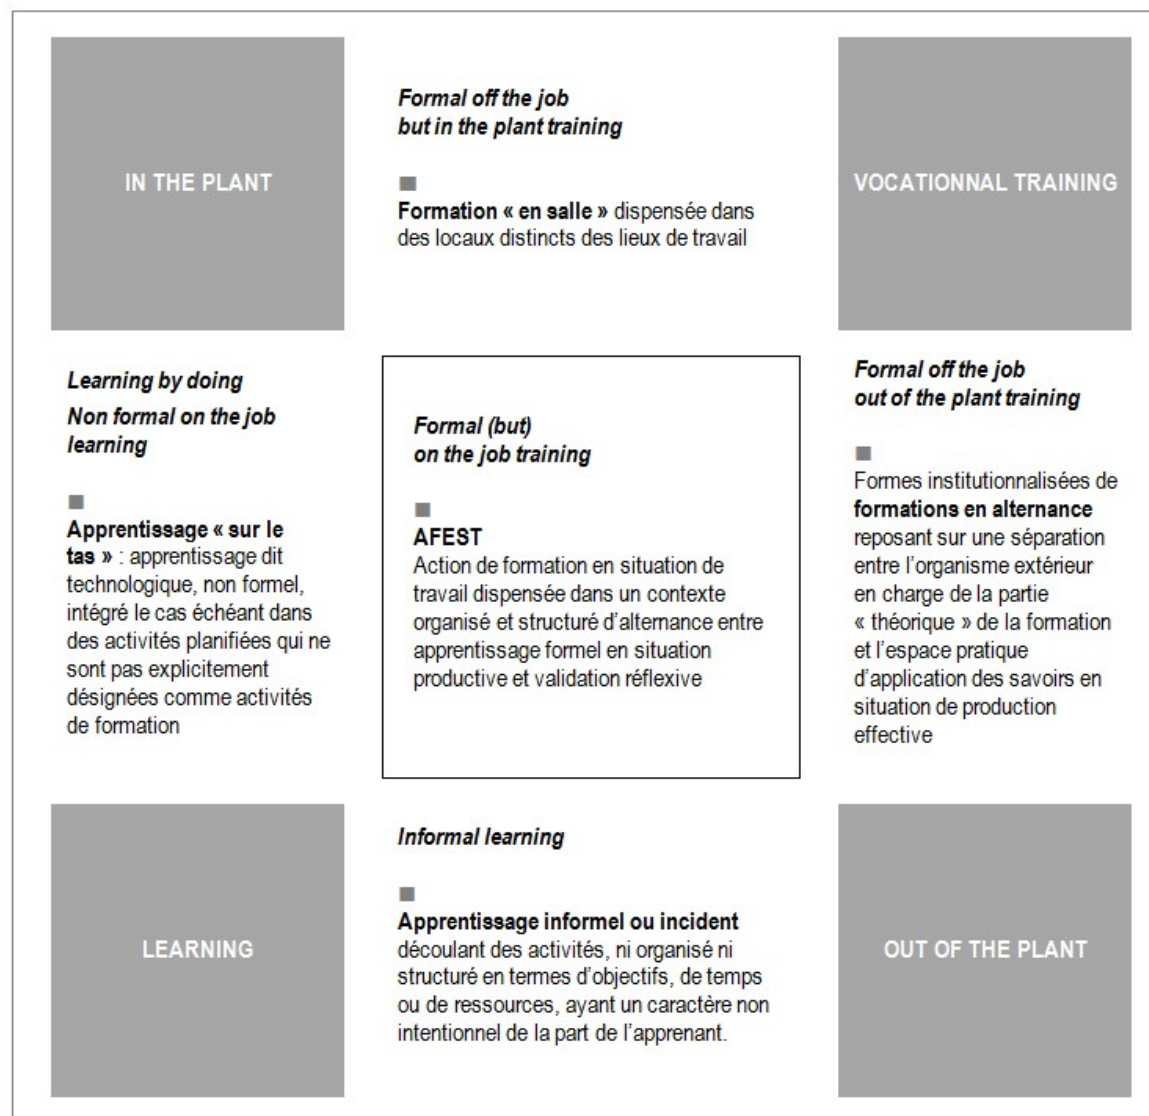 IN THE PLANT
Formal off the job
but in the plant training
Formation « en salle » dispensée dans
des locaux distincts des lieux de travail
VOCATIONNAL TRAINING
Learning by doing
Non formal on the job
learning
Apprentissage « sur le
tas » : apprentissage dit
technologique, non formel,
intégré le cas échéant dans
des activités planifiées qui ne
sont pas explicitement
désignées comme activités
de formation
Formal (but)
on the job training
AFEST
Action de formation en situation de
travail dispensée dans un contexte
organisé et structuré d’alternance entre
apprentissage formel en situation
productive et validation réflexive
Formal off the job
out of the plant training
Formes institutionnalisées de
formations en alternance
reposant sur une séparation
entre l’organisme extérieur
en charge de la partie
« théorique » de la formation
et l’espace pratique
d’application des savoirs en
situation de production
effective
LEARNING
Informal learning
Apprentissage informel ou incident
découlant des activités, ni organisé ni
structuré en termes d’objectifs, de temps
ou de ressources, ayant un caractère non
intentionnel de la part de l’apprenant.
OUT OF THE PLANT